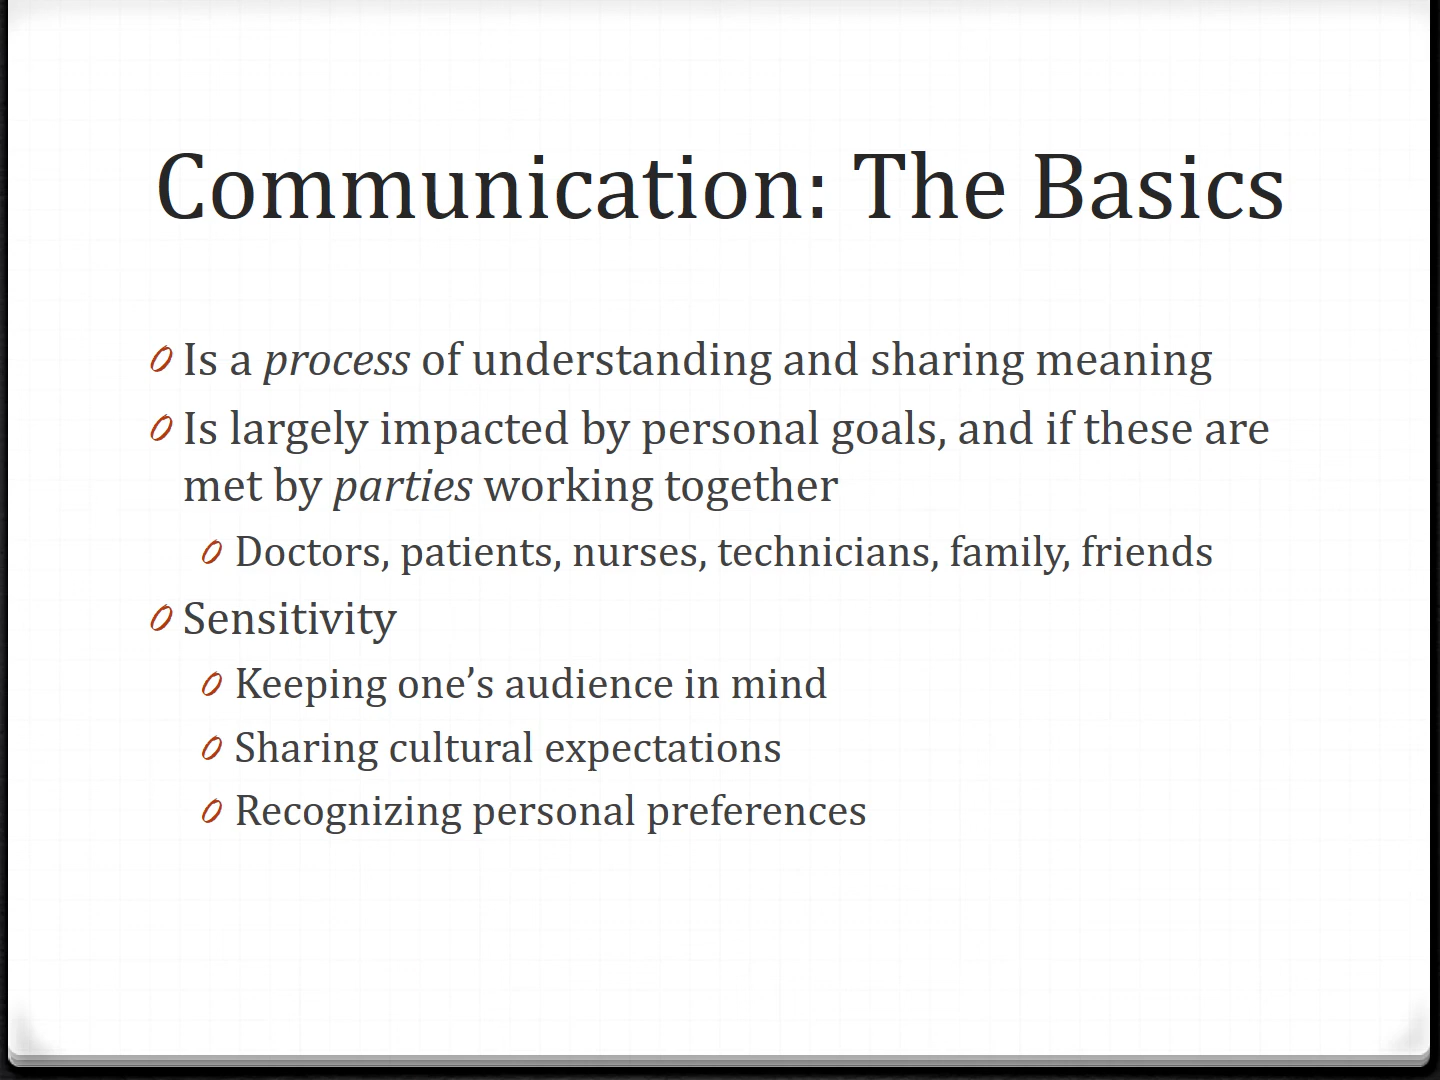 Communication: The Basics
Is a process of understanding and sharing meaning
Is largely impacted by personal goals, and if these are
met by parties working together
Doctors, patients, nurses, technicians, family, friends
Sensitivity
Keeping one’s audience in mind
Sharing cultural expectations
Recognizing personal preferences